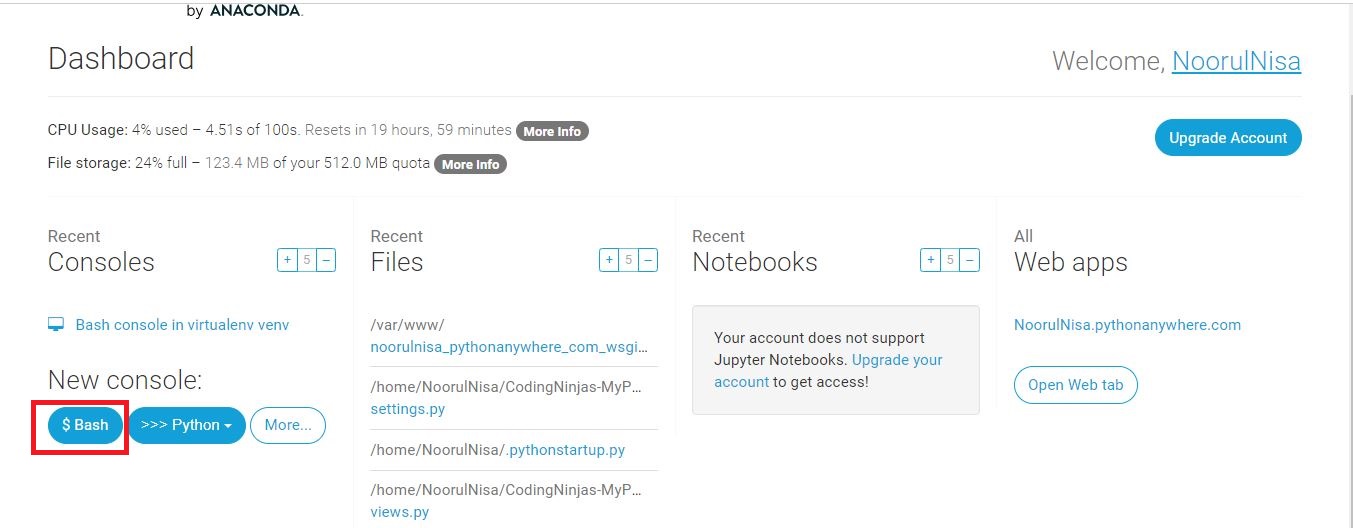 by ANACONDA.
Dashboard
Welcome, NoorulNisa
CPU Usage: 4% used – 4.51s of 100s. Resets in 19 hours, 59 minutes More Info
File storage: 24% full – 123.4 MB of your 512.0 MB quota More Info
Upgrade Account
Recent
Consoles
+ 5 –
Bash console in virtualenv venv
New console:
$ Bash
>>> Python
More...
Recent
Files
+ 5 –
/var/www/
noorulnisa_pythonanywhere_com_wsgi...
/home/NoorulNisa/CodingNinjas-MyP...
settings.py
/home/NoorulNisa/.pythonstartup.py
/home/NoorulNisa/CodingNinjas-MyP...
views.py
Recent
Notebooks
+ 5 –
Your account does not support
Jupyter Notebooks. Upgrade your
account to get access!
All
Web apps
NoorulNisa.pythonanywhere.com
Open Web tab